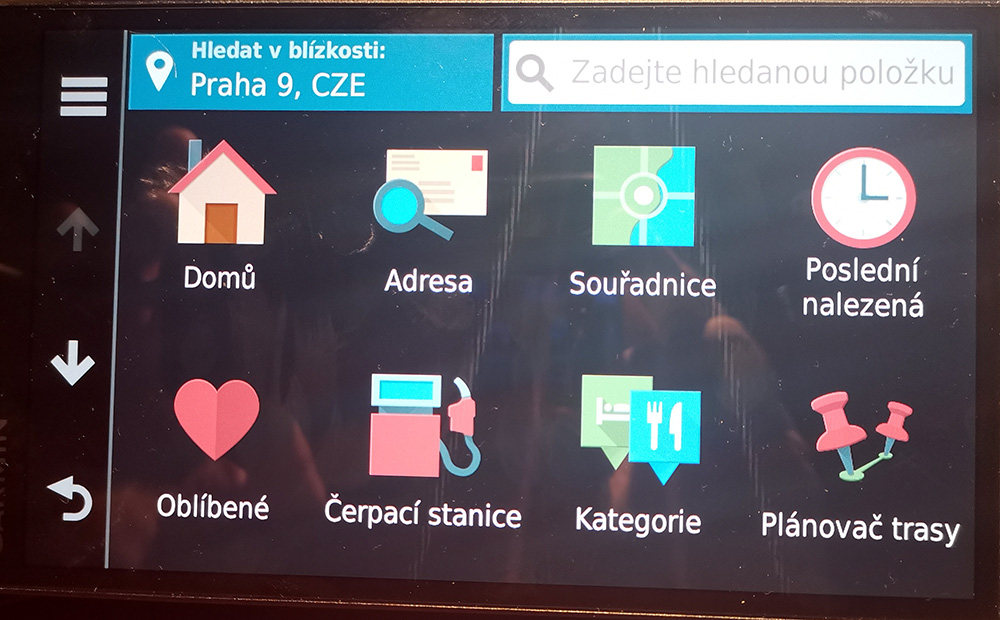 Hledat v blízkosti:
Praha 9, CZE
Zadejte hledanou položku
Domů
Adresa
Souřadnice
Poslední
nalezená
Oblíbené
Čerpací stanice
Kategorie
Plánovač trasy
GARMIN